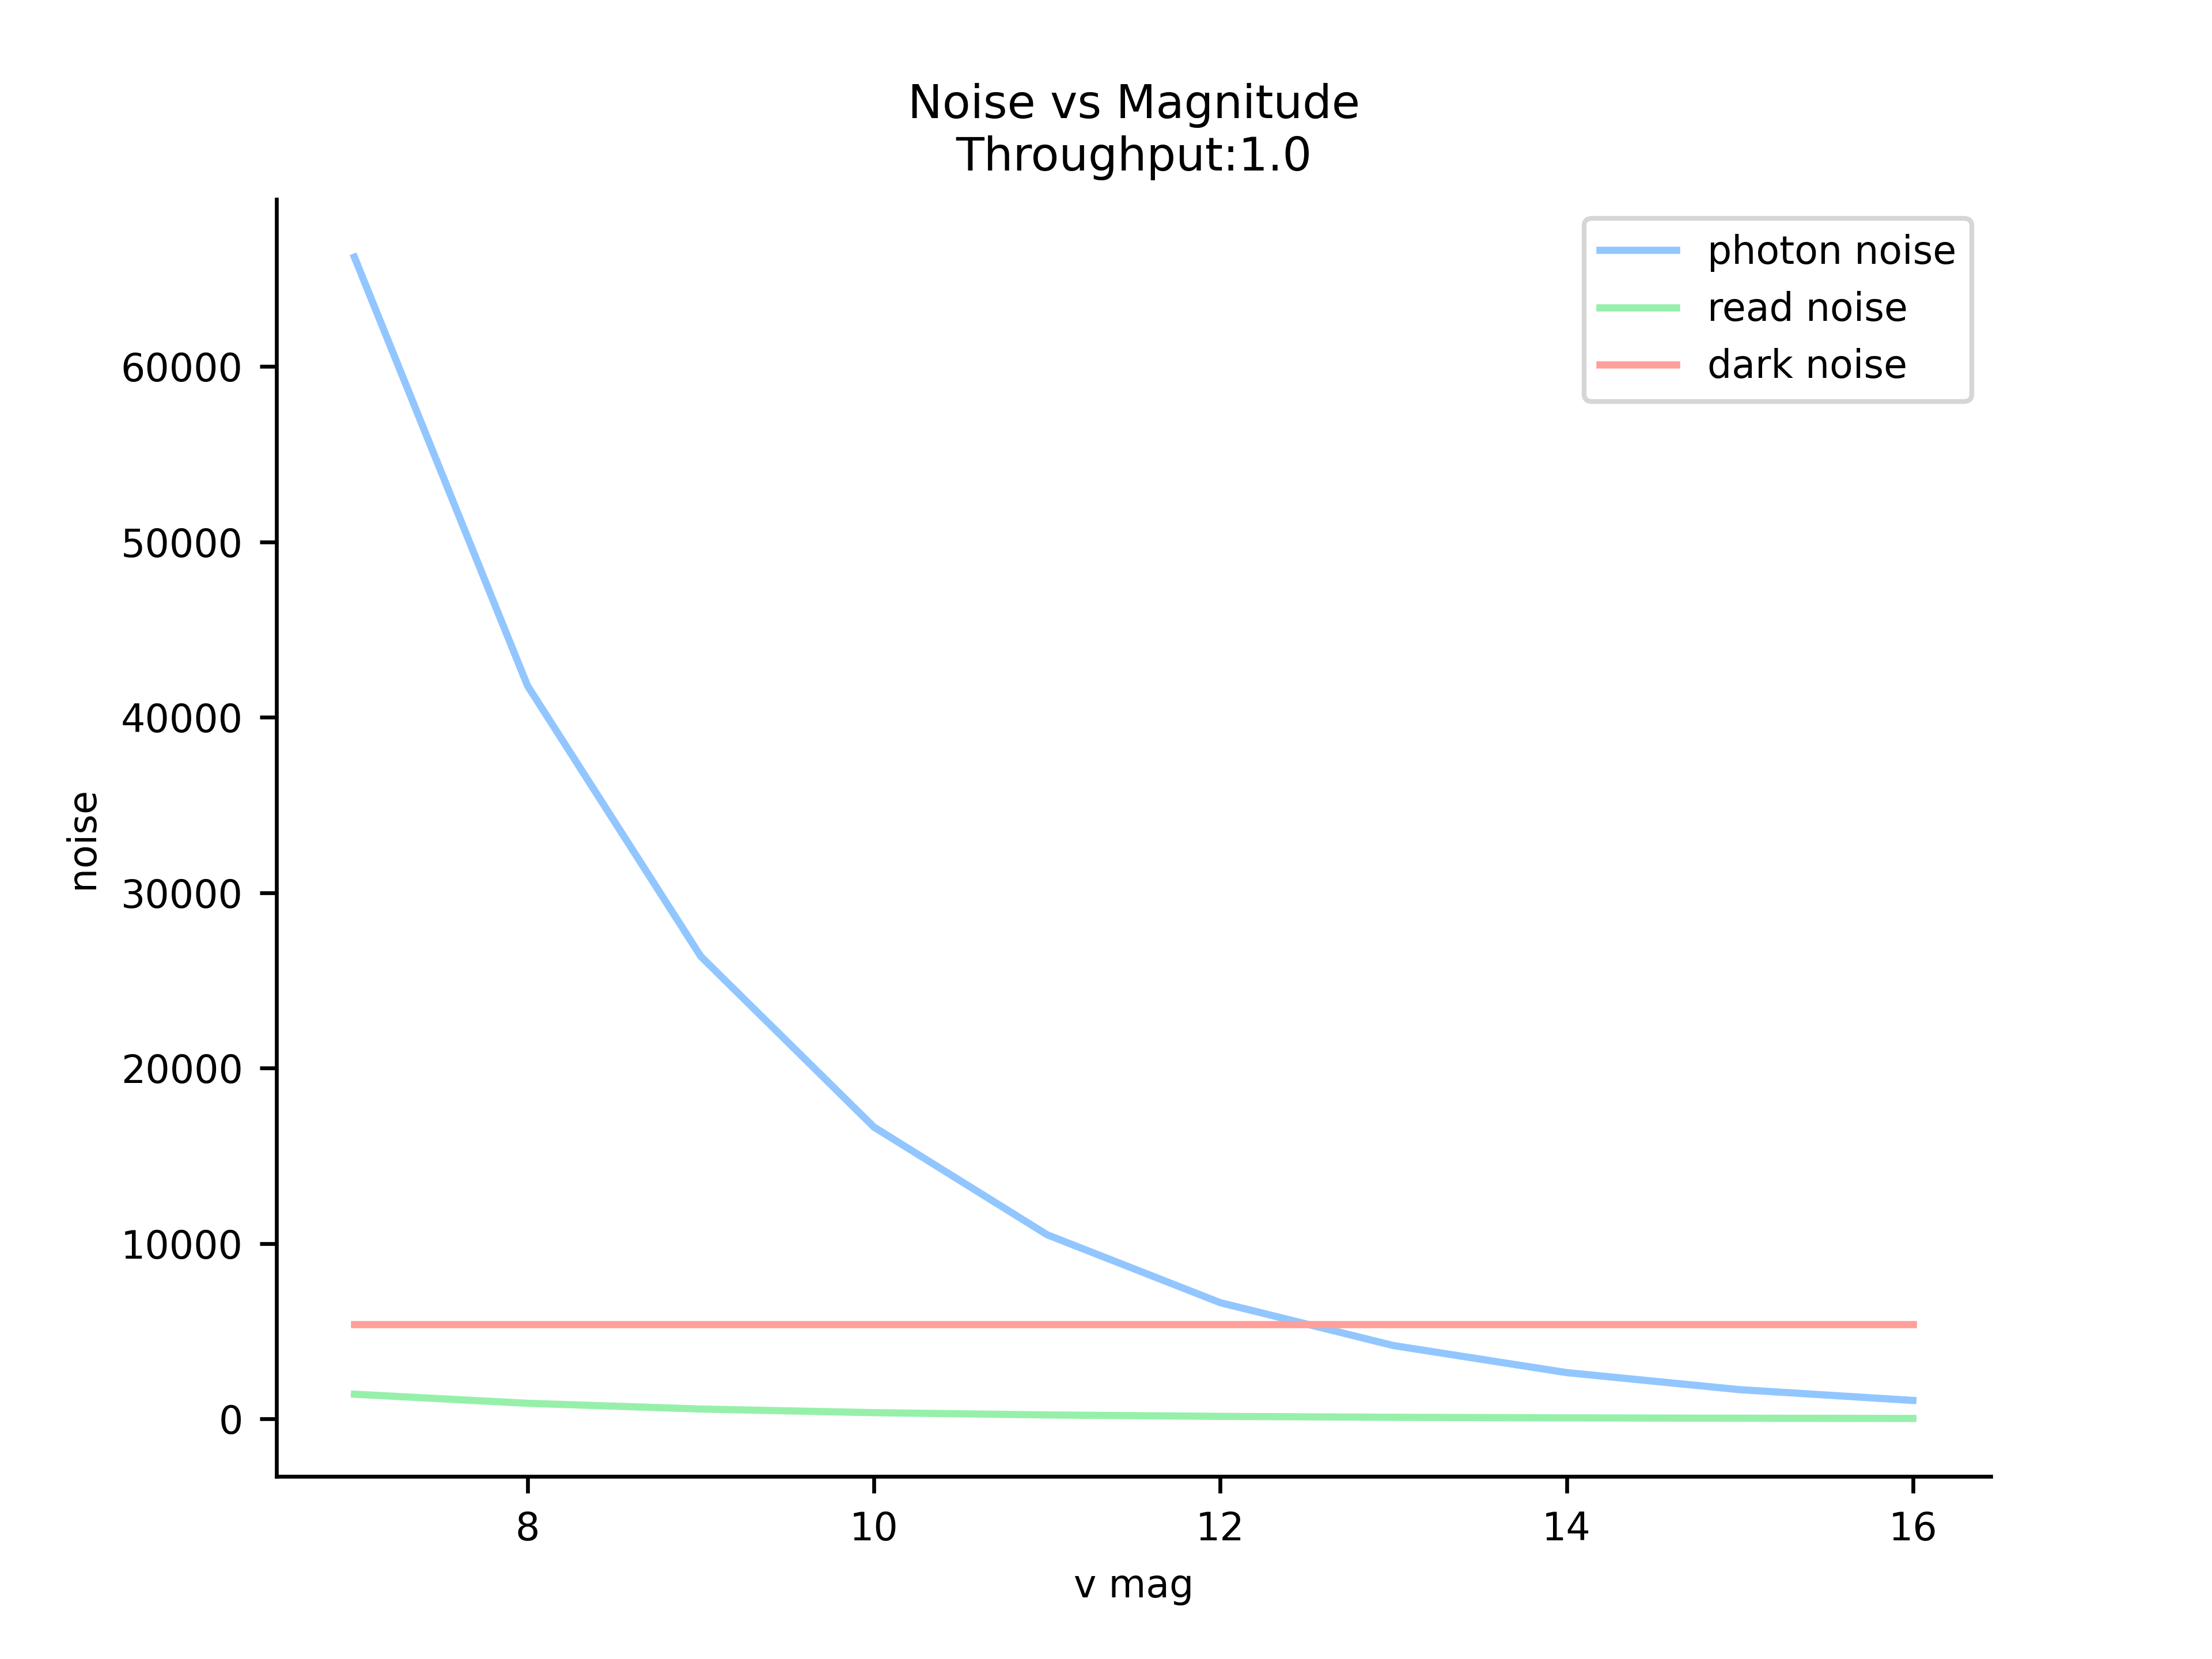 Noise vs Magnitude
Throughput:1.0
photon noise
read noise
dark noise
60000
50000
40000
30000
20000
10000
0
noise
8 10 12 14 16
v mag